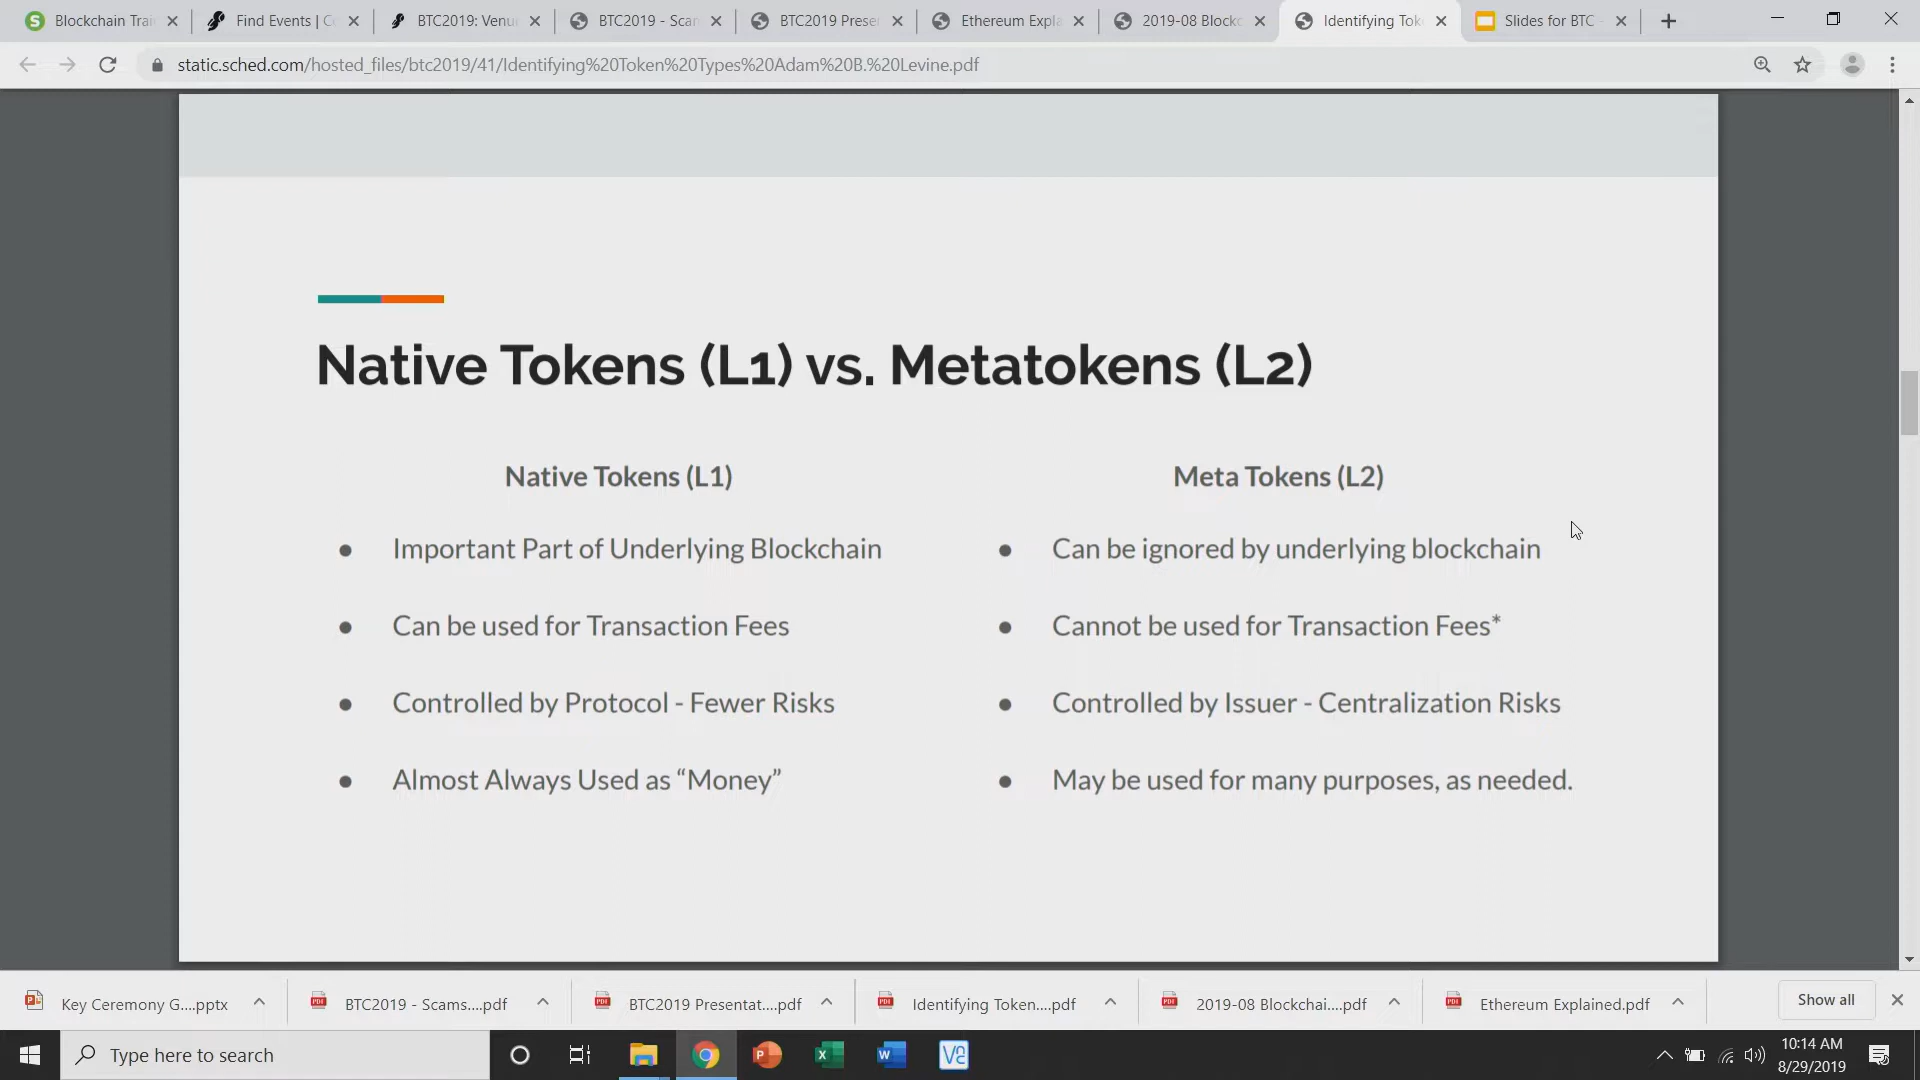 Blockchain Trai
Find Events | C
BTC2019: Venu
BTC2019 - Scar
BTC2019 Prese
Ethereum Expla
2019-08 Blockc
Identifying Tok
Slides for BTC -
static.sched.com/hosted_files/btc2019/41/Identifying%20Token%20Types%20Adam%20B.%20Levine.pdf
Native Tokens (L1) vs. Metatokens (L2)
Native Tokens (L1)
● Important Part of Underlying Blockchain
● Can be used for Transaction Fees
● Controlled by Protocol - Fewer Risks
● Almost Always Used as “Money”
Meta Tokens (L2)
● Can be ignored by underlying blockchain
● Cannot be used for Transaction Fees*
● Controlled by Issuer - Centralization Risks
● May be used for many purposes, as needed.
Key Ceremony G....pptx
BTC2019 - Scams....pdf
BTC2019 Presentat....pdf
Identifying Token....pdf
2019-08 Blockchai....pdf
Ethereum Explained.pdf
Show all
Type here to search
10:14 AM
8/29/2019